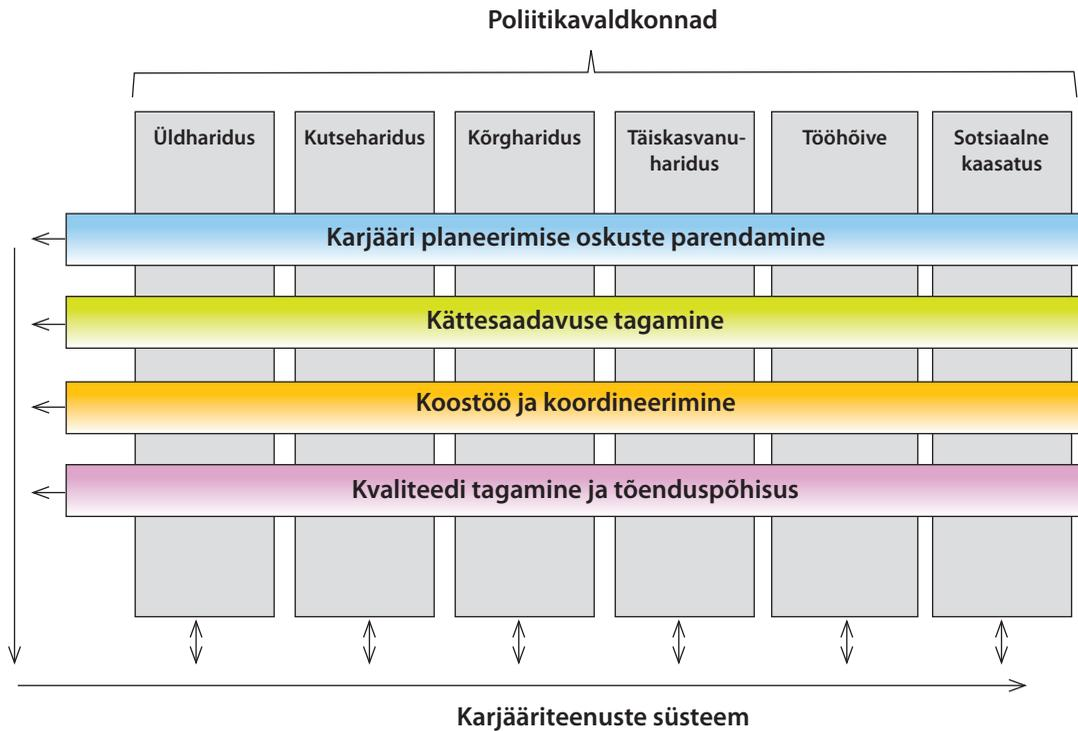 Poliitikavaldkonnad
Üldharidus
Kutseharidus
Kõrgharidus
Täiskasvanu-
haridus
Tööhõive
Sotsiaalne
kaasatus
Karjääri planeerimise oskuste parendamine
Kättesaadavuse tagamine
Koostöö ja koordineerimine
Kvaliteedi tagamine ja tõenduspõhisus
Karjääriteenuste süsteem